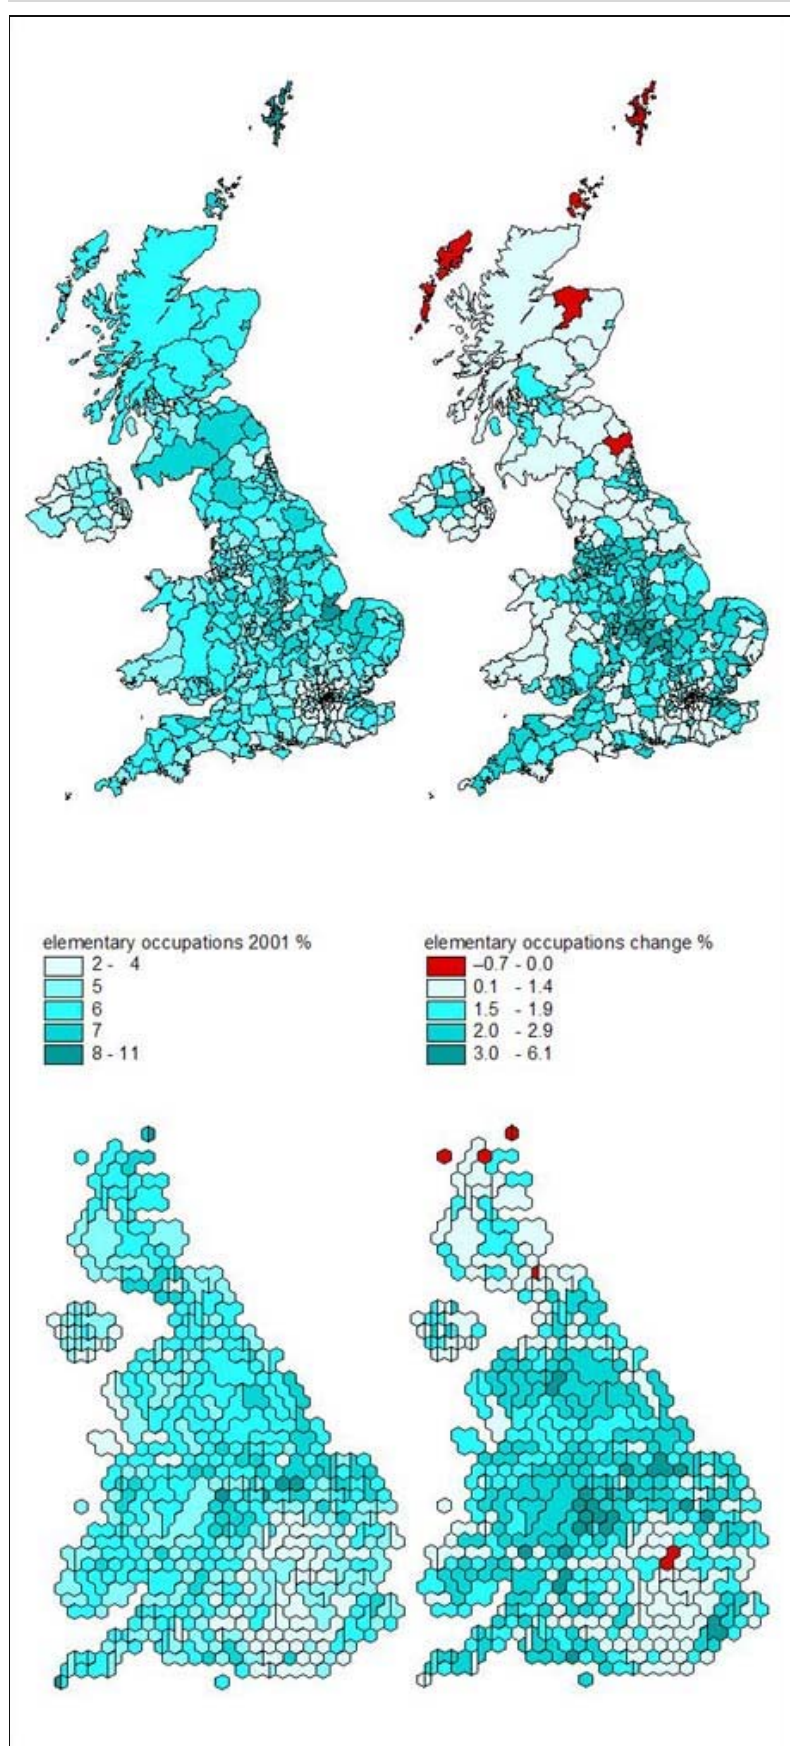 elementary occupations 2001 %
2 - 4
5
6
7
8 - 11
elementary occupations change %
–0.7 - 0.0
0.1 - 1.4
1.5 - 1.9
2.0 - 2.9
3.0 - 6.1